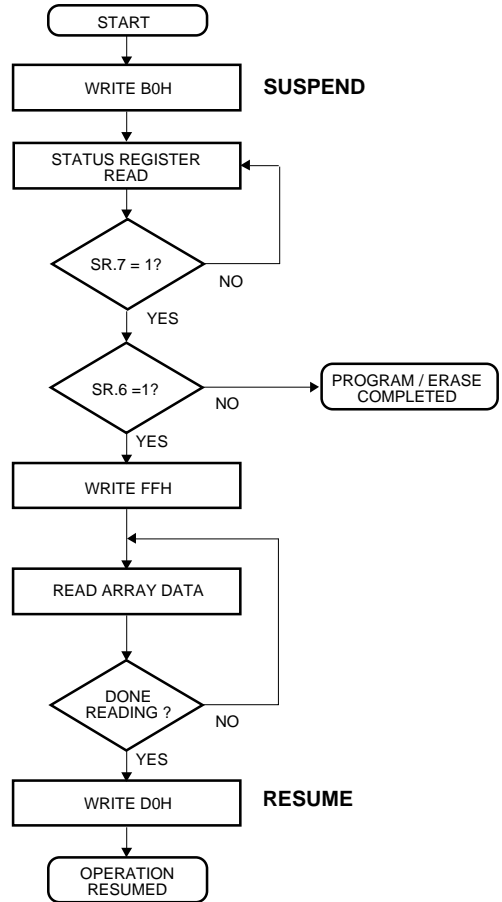 START
WRITE B0H
SUSPEND
STATUS REGISTER
READ
SR.7 = 1?
NO
YES
SR.6 =1?
NO
PROGRAM / ERASE
COMPLETED
YES
WRITE FFH
READ ARRAY DATA
DONE
READING ?
NO
YES
WRITE D0H
RESUME
OPERATION
RESUMED